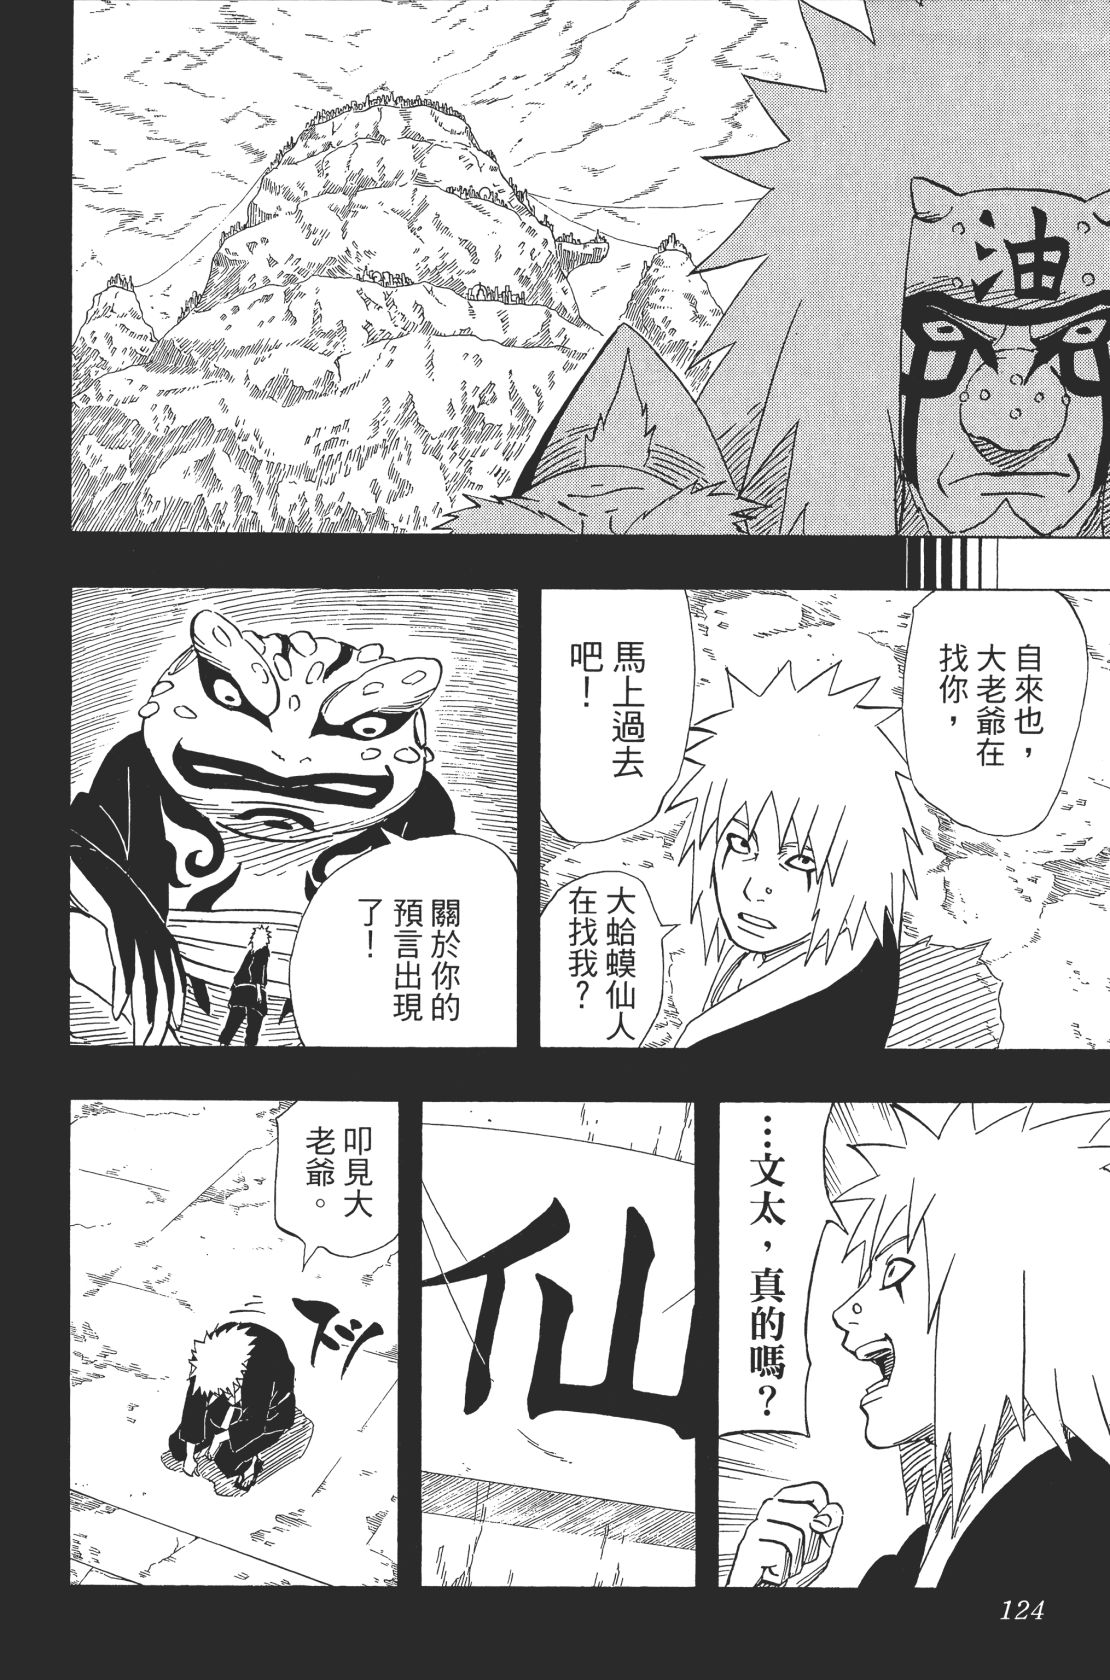 油
自來也，
大老爺在
找你，
馬上過去
吧！
大蛤蟆仙人
在找我？
關於你的
預言出現
了！
…文太，真的嗎？
仙
叩見大
老爺。
ズッ
124